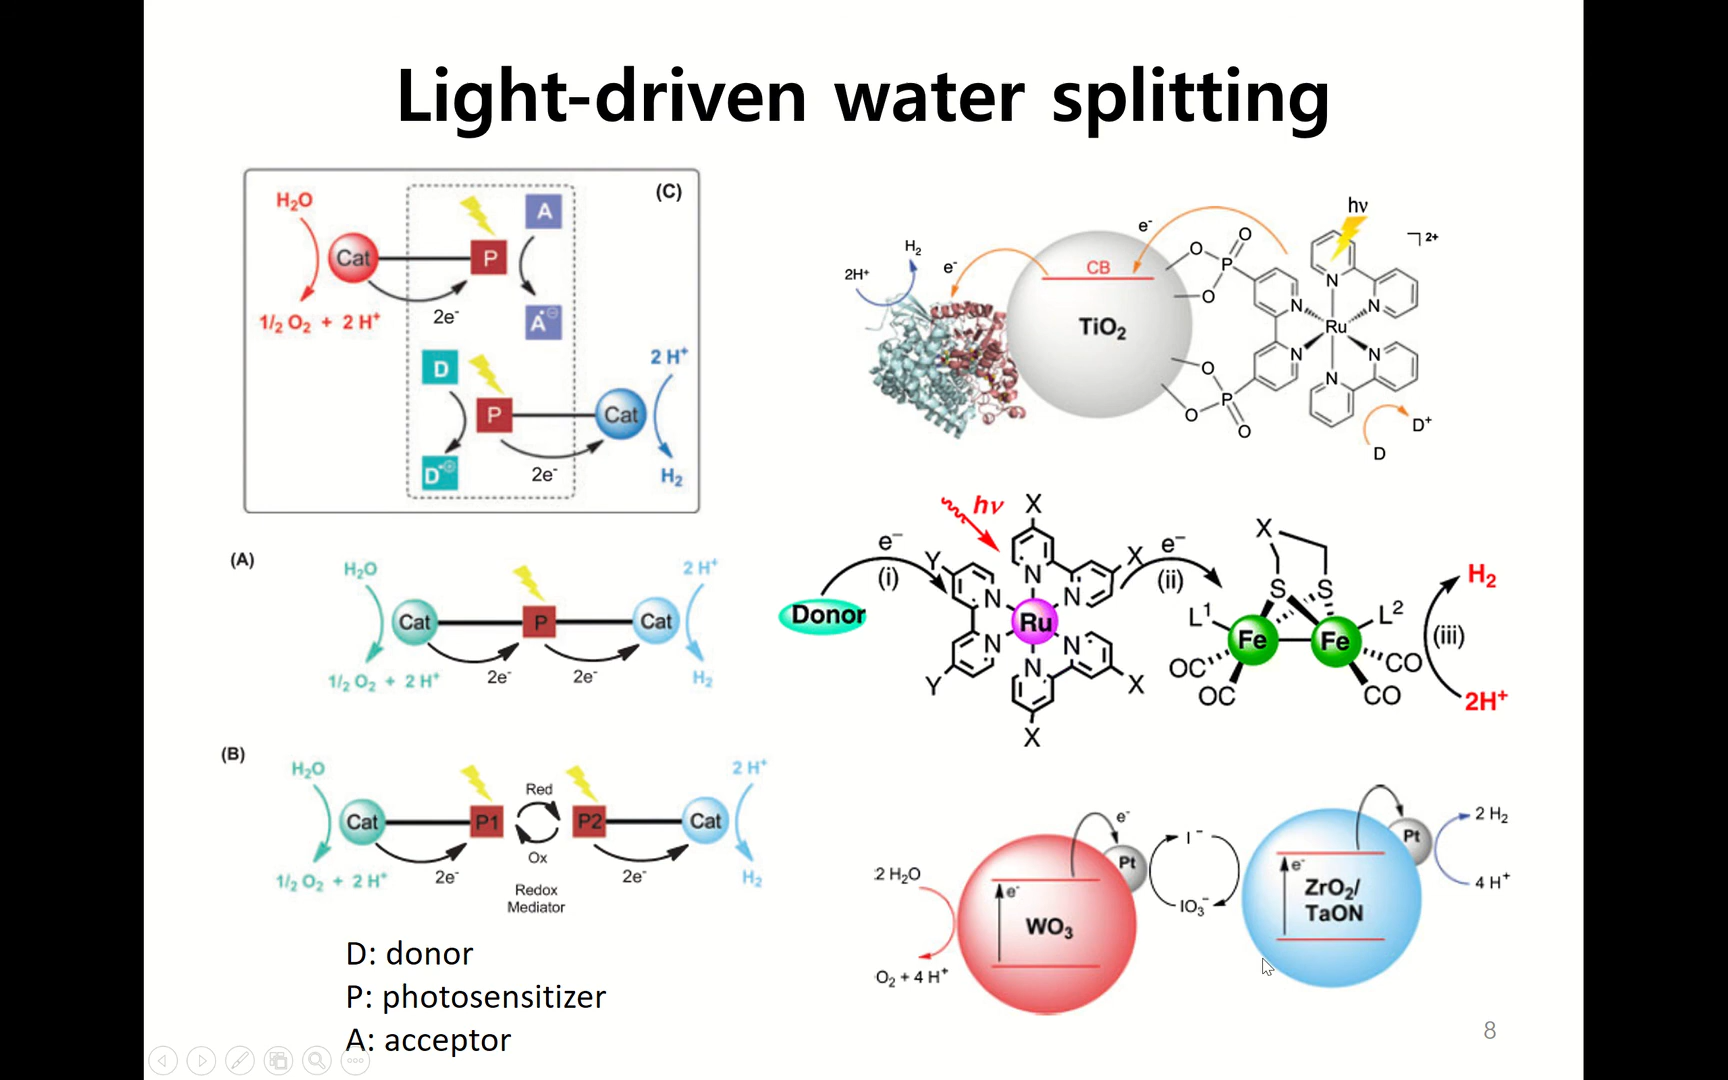 Light-driven water splitting
(C)
H₂O
A
Cat
P
2e⁻
1/2 O₂ + 2 H⁺
A•⊖
D
2 H⁺
P
Cat
D•⊕
2e⁻
H₂
(A)
H₂O
2 H⁺
Cat
P
Cat
2e⁻
2e⁻
1/2 O₂ + 2 H⁺
H₂
(B)
H₂O
2 H⁺
Red
Cat
P1
P2
Cat
Ox
2e⁻
2e⁻
1/2 O₂ + 2 H⁺
H₂
Redox
Mediator
D: donor
P: photosensitizer
A: acceptor
hν
2+
e⁻
O
O
P
O
H₂
2H⁺
e⁻
CB
TiO₂
N
N
N
Ru
N
N
N
O
O
P
O
D⁺
D
hν
X
e⁻
(i)
Y
X
e⁻
(ii)
N
N
N
Donor
Ru
N
N
N
Y
X
X
X
S
S
L¹
L²
Fe
Fe
OC
CO
OC
CO
H₂
(iii)
2H⁺
e⁻
Pt
I⁻
IO₃⁻
2 H₂O
e⁻
WO₃
O₂ + 4 H⁺
Pt
2 H₂
e⁻
ZrO₂/
TaON
4 H⁺
8